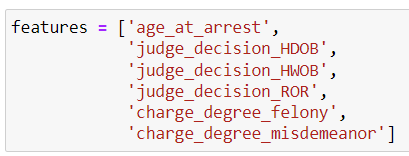 features = ['age_at_arrest',
'judge_decision_HDOB',
'judge_decision_HWOB',
'judge_decision_ROR',
'charge_degree_felony',
'charge_degree_misdemeanor']